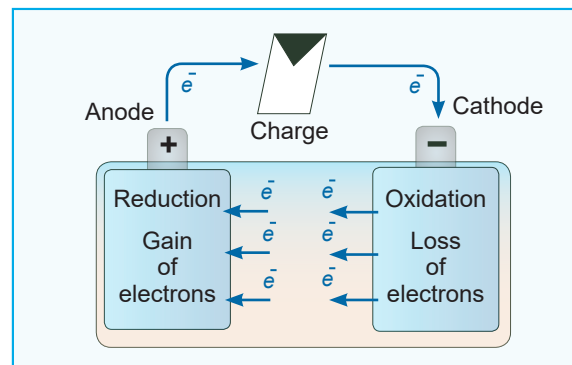 e⁻
e⁻
Anode
Charge
Cathode
+
−
Reduction
Gain
of
electrons
e⁻
e⁻
e⁻
e⁻
e⁻
e⁻
Oxidation
Loss
of
electrons